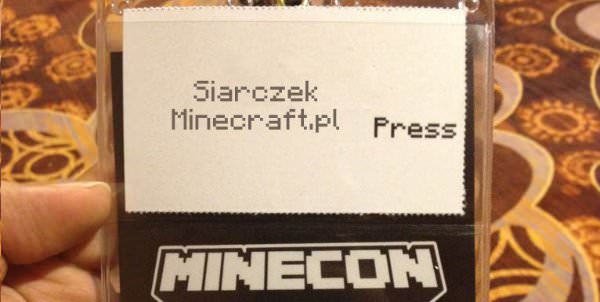 Siarczek
Minecraft.pl
Press
MINECON